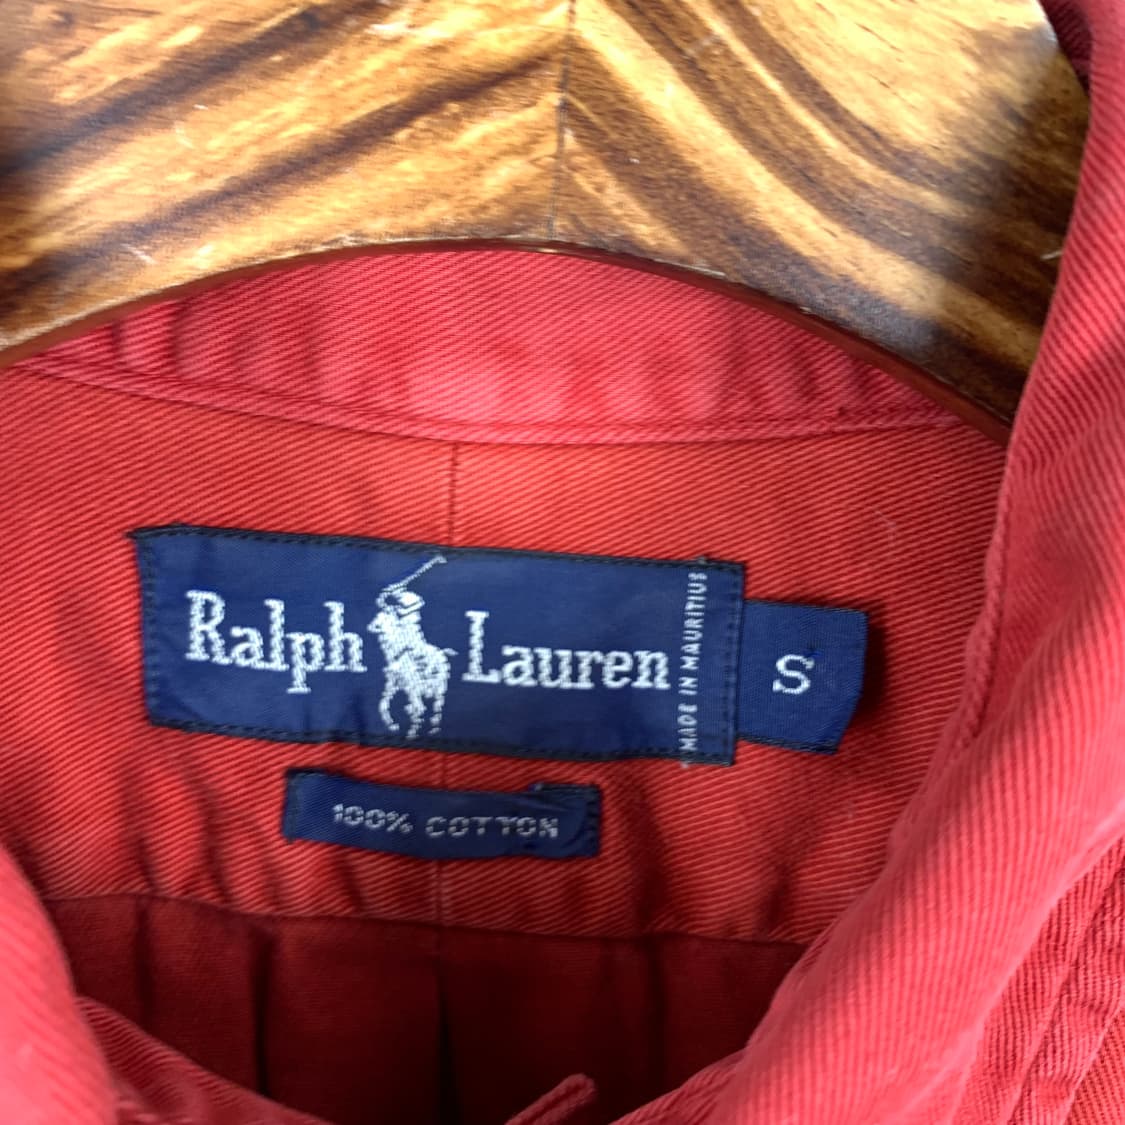 Ralph Lauren
MADE IN MAURITIUS
S
100% COTTON